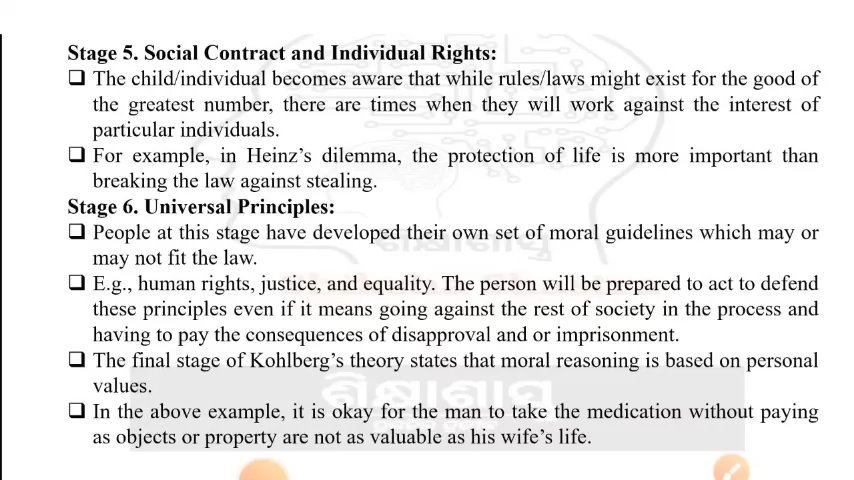 Stage 5. Social Contract and Individual Rights:
❑ The child/individual becomes aware that while rules/laws might exist for the good of
the greatest number, there are times when they will work against the interest of
particular individuals.
❑ For example, in Heinz’s dilemma, the protection of life is more important than
breaking the law against stealing.
Stage 6. Universal Principles:
❑ People at this stage have developed their own set of moral guidelines which may or
may not fit the law.
❑ E.g., human rights, justice, and equality. The person will be prepared to act to defend
these principles even if it means going against the rest of society in the process and
having to pay the consequences of disapproval and or imprisonment.
❑ The final stage of Kohlberg’s theory states that moral reasoning is based on personal
values.
❑ In the above example, it is okay for the man to take the medication without paying
as objects or property are not as valuable as his wife’s life.